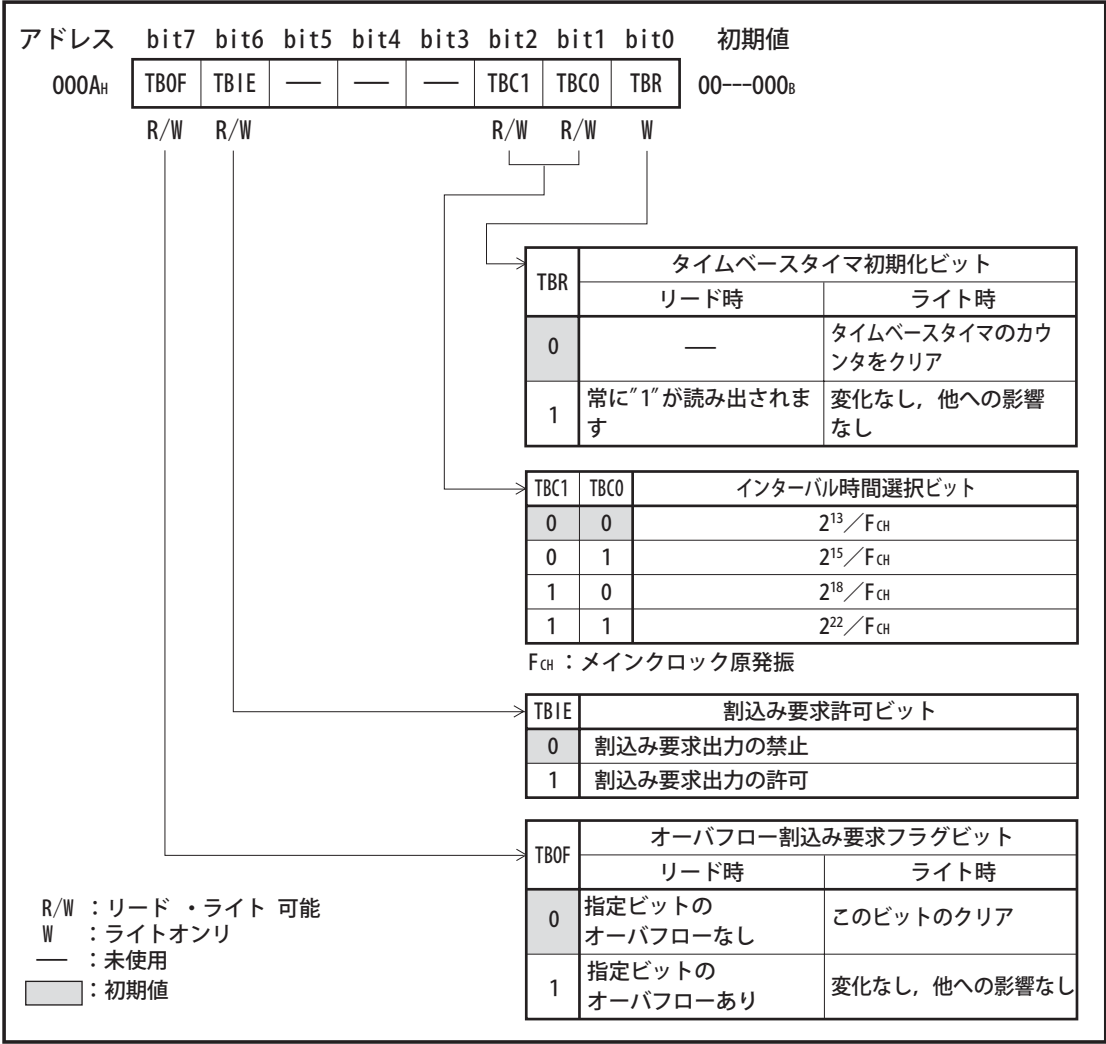 アドレス bit7 bit6 bit5 bit4 bit3 bit2 bit1 bit0 初期値
000AH TBOF TBIE ― ― ― TBC1 TBC0 TBR 00---000B
R/W R/W R/W R/W W
TBR タイムベースタイマ初期化ビット
リード時 ライト時
0 ― タイムベースタイマのカウ
ンタをクリア
1 常に"1"が読み出されま 変化なし，他への影響
す なし
TBC1 TBC0 インターバル時間選択ビット
0 0 2¹³／FCH
0 1 2¹⁵／FCH
1 0 2¹⁸／FCH
1 1 2²²／FCH
FCH：メインクロック原発振
TBIE 割込み要求許可ビット
0 割込み要求出力の禁止
1 割込み要求出力の許可
TBOF オーバフロー割込み要求フラグビット
リード時 ライト時
0 指定ビットの このビットのクリア
オーバフローなし
1 指定ビットの 変化なし，他への影響なし
オーバフローあり
R/W ：リード ・ライト 可能
W ：ライトオンリ
― ：未使用
：初期値